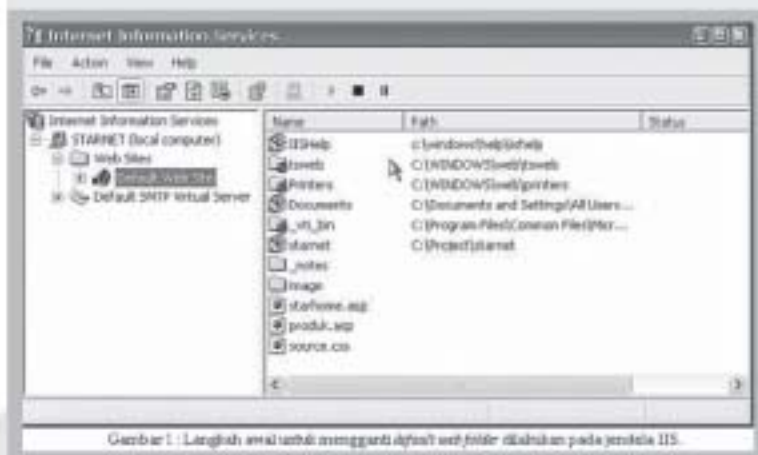 Internet Information Services
File Action View Help
Internet Information Services
STARNET (local computer)
Web Sites
Default Web Site
Default SMTP Virtual Server
Name Path Status
IISHelp c:\windows\help\iishelp
tsweb C:\WINDOWS\web\tsweb
Printers C:\WINDOWS\web\printers
Documents C:\Documents and Settings\All Users...
_vti_bin C:\Program Files\Common Files\Micr...
starnet C:\Project\starnet
_notes
image
starhome.asp
produk.asp
source.css
Gambar 1 : Langkah awal untuk mengganti default web folder dilakukan pada jendela IIS.